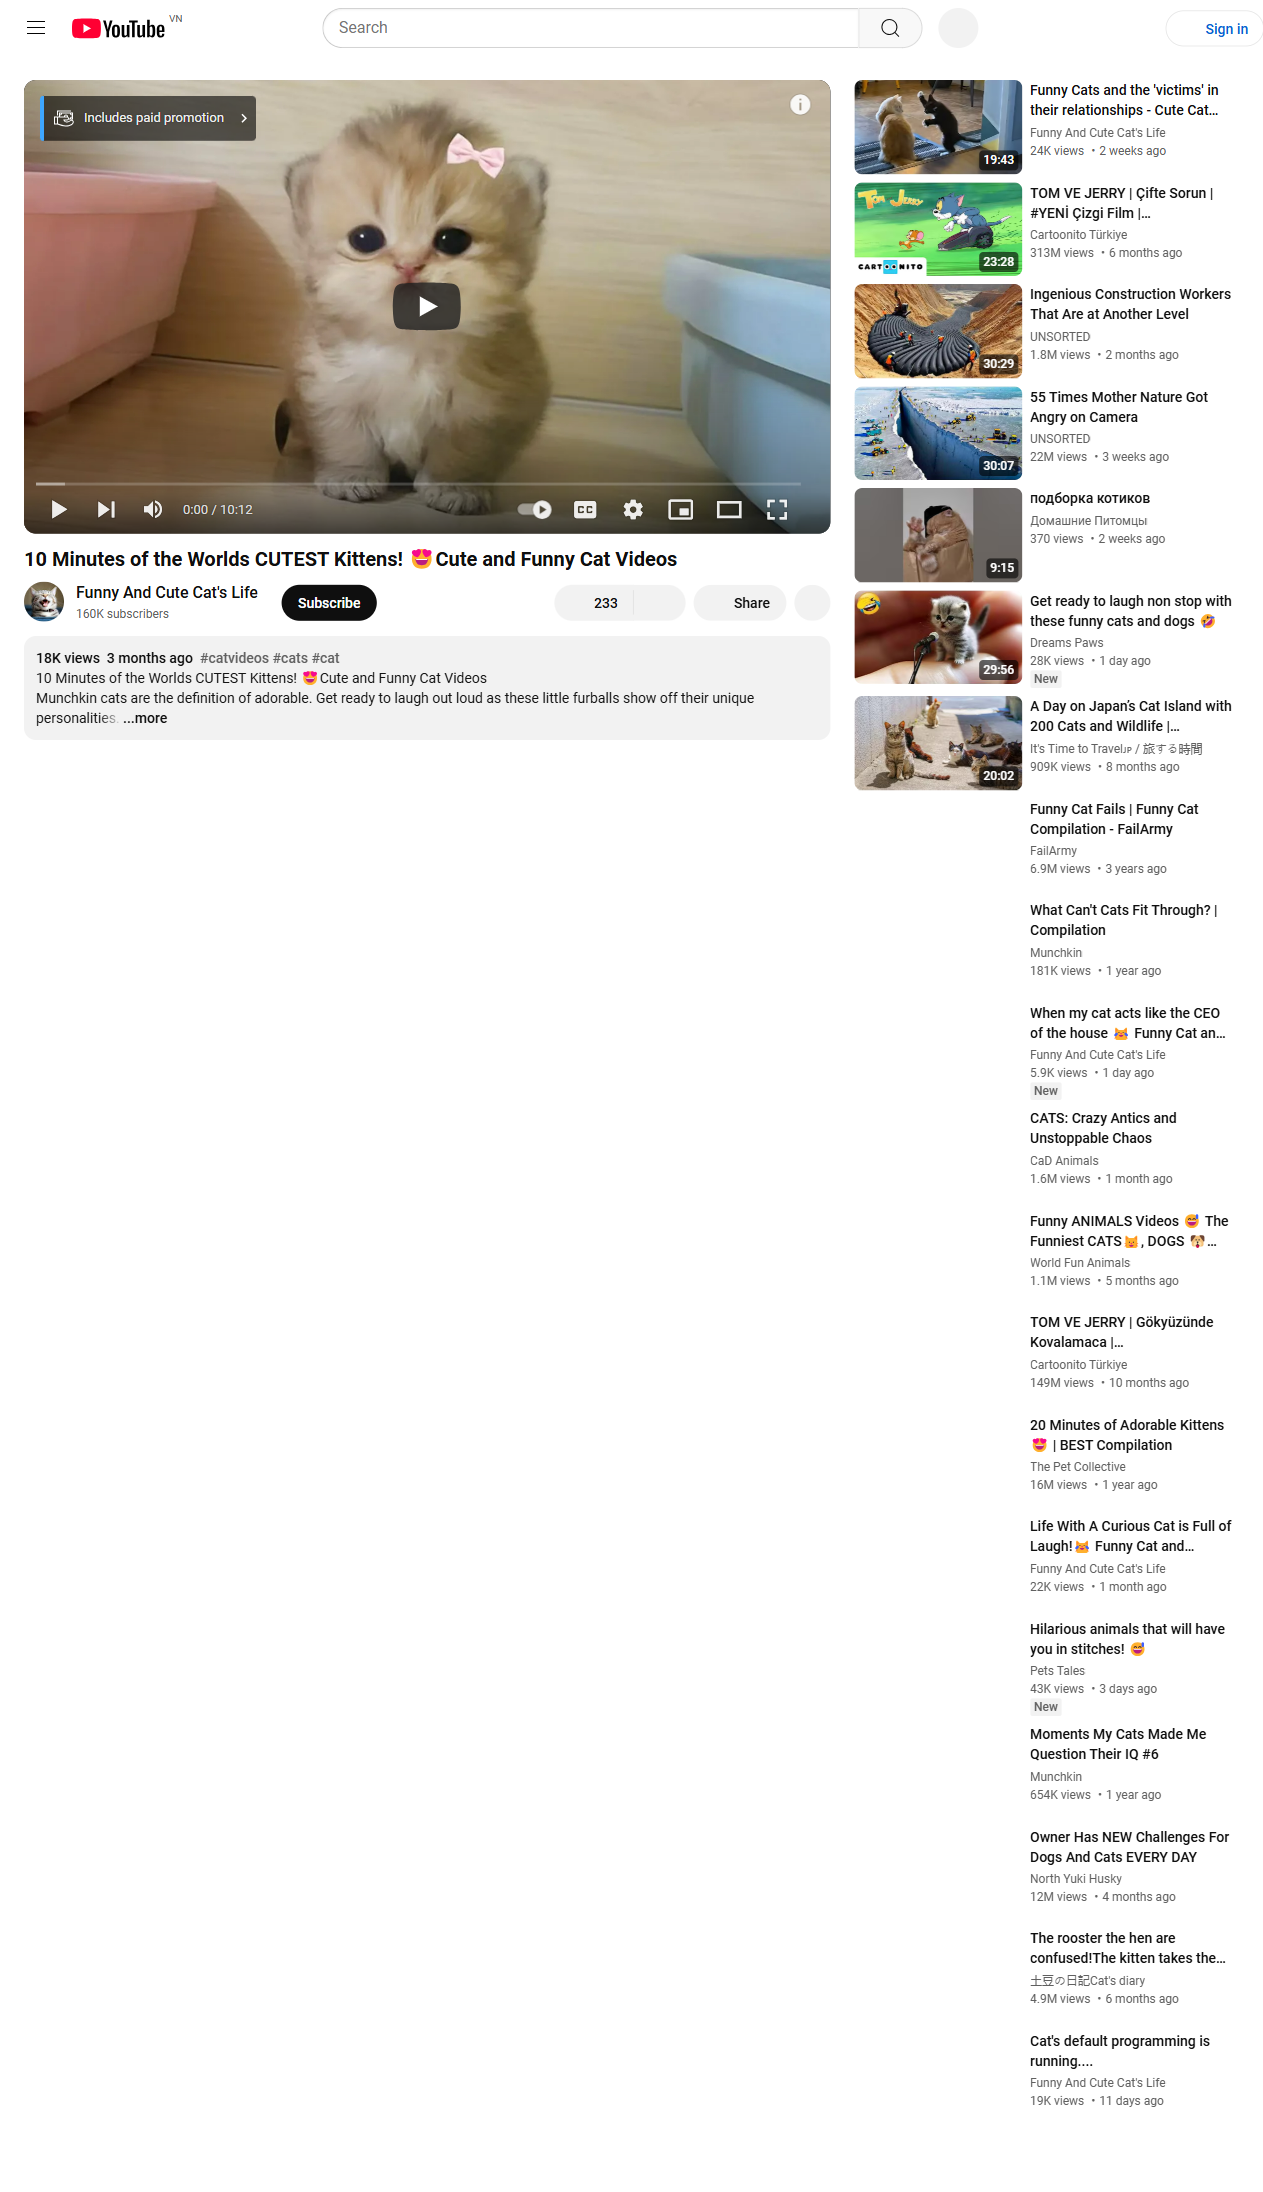 YouTube
VN
Search
Sign in
Includes paid promotion
0:00 / 10:12
CC
10 Minutes of the Worlds CUTEST Kittens! 😍Cute and Funny Cat Videos
Funny And Cute Cat's Life
160K subscribers
Subscribe
233
Share
18K views 3 months ago #catvideos #cats #cat
10 Minutes of the Worlds CUTEST Kittens! 😍Cute and Funny Cat Videos
Munchkin cats are the definition of adorable. Get ready to laugh out loud as these little furballs show off their unique
personalities. ...more
19:43
Funny Cats and the 'victims' in
their relationships - Cute Cat...
Funny And Cute Cat's Life
24K views • 2 weeks ago
TOM JERRY
CARTOONITO
23:28
TOM VE JERRY | Çifte Sorun |
#YENİ Çizgi Film |...
Cartoonito Türkiye
313M views • 6 months ago
30:29
Ingenious Construction Workers
That Are at Another Level
UNSORTED
1.8M views • 2 months ago
30:07
55 Times Mother Nature Got
Angry on Camera
UNSORTED
22M views • 3 weeks ago
9:15
подборка котиков
Домашние Питомцы
370 views • 2 weeks ago
29:56
Get ready to laugh non stop with
these funny cats and dogs 🤣
Dreams Paws
28K views • 1 day ago
New
20:02
A Day on Japan’s Cat Island with
200 Cats and Wildlife |...
It's Time to TravelJP / 旅する時間
909K views • 8 months ago
Funny Cat Fails | Funny Cat
Compilation - FailArmy
FailArmy
6.9M views • 3 years ago
What Can't Cats Fit Through? |
Compilation
Munchkin
181K views • 1 year ago
When my cat acts like the CEO
of the house 😹 Funny Cat an...
Funny And Cute Cat's Life
5.9K views • 1 day ago
New
CATS: Crazy Antics and
Unstoppable Chaos
CaD Animals
1.6M views • 1 month ago
Funny ANIMALS Videos 😅 The
Funniest CATS😺, DOGS 🐶...
World Fun Animals
1.1M views • 5 months ago
TOM VE JERRY | Gökyüzünde
Kovalamaca |...
Cartoonito Türkiye
149M views • 10 months ago
20 Minutes of Adorable Kittens
😍 | BEST Compilation
The Pet Collective
16M views • 1 year ago
Life With A Curious Cat is Full of
Laugh!😹 Funny Cat and...
Funny And Cute Cat's Life
22K views • 1 month ago
Hilarious animals that will have
you in stitches! 😅
Pets Tales
43K views • 3 days ago
New
Moments My Cats Made Me
Question Their IQ #6
Munchkin
654K views • 1 year ago
Owner Has NEW Challenges For
Dogs And Cats EVERY DAY
North Yuki Husky
12M views • 4 months ago
The rooster the hen are
confused!The kitten takes the...
土豆の日記Cat's diary
4.9M views • 6 months ago
Cat's default programming is
running....
Funny And Cute Cat's Life
19K views • 11 days ago